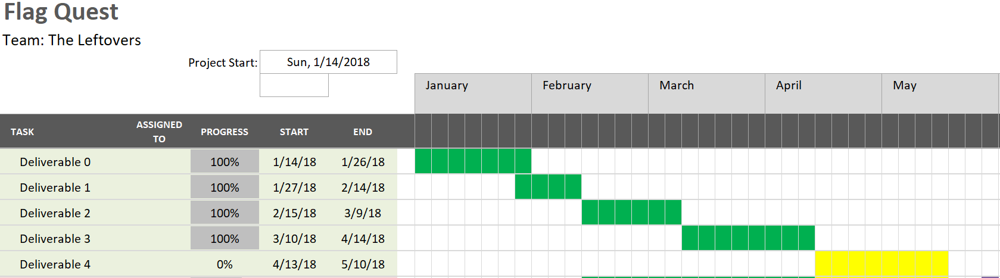 Flag Quest
Team: The Leftovers
Project Start: Sun, 1/14/2018
January February March April May
TASK ASSIGNED TO PROGRESS START END
Deliverable 0 100% 1/14/18 1/26/18
Deliverable 1 100% 1/27/18 2/14/18
Deliverable 2 100% 2/15/18 3/9/18
Deliverable 3 100% 3/10/18 4/14/18
Deliverable 4 0% 4/13/18 5/10/18